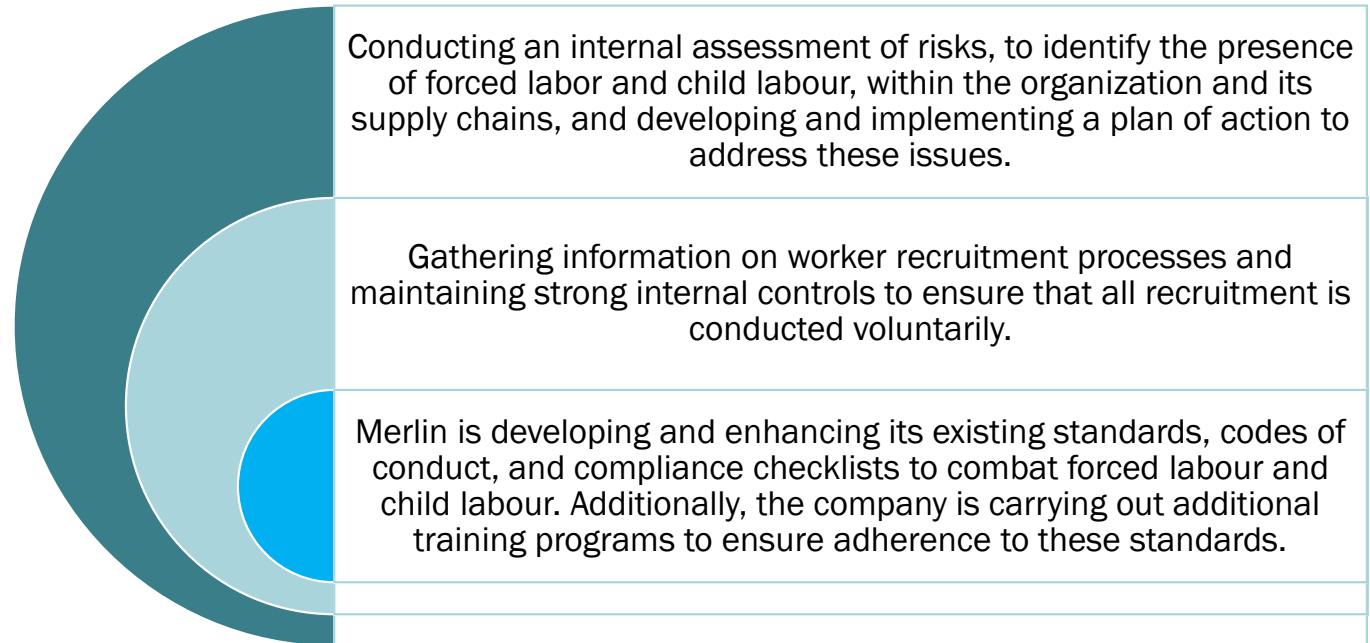 Conducting an internal assessment of risks, to identify the presence
of forced labor and child labour, within the organization and its
supply chains, and developing and implementing a plan of action to
address these issues.
Gathering information on worker recruitment processes and
maintaining strong internal controls to ensure that all recruitment is
conducted voluntarily.
Merlin is developing and enhancing its existing standards, codes of
conduct, and compliance checklists to combat forced labour and
child labour. Additionally, the company is carrying out additional
training programs to ensure adherence to these standards.